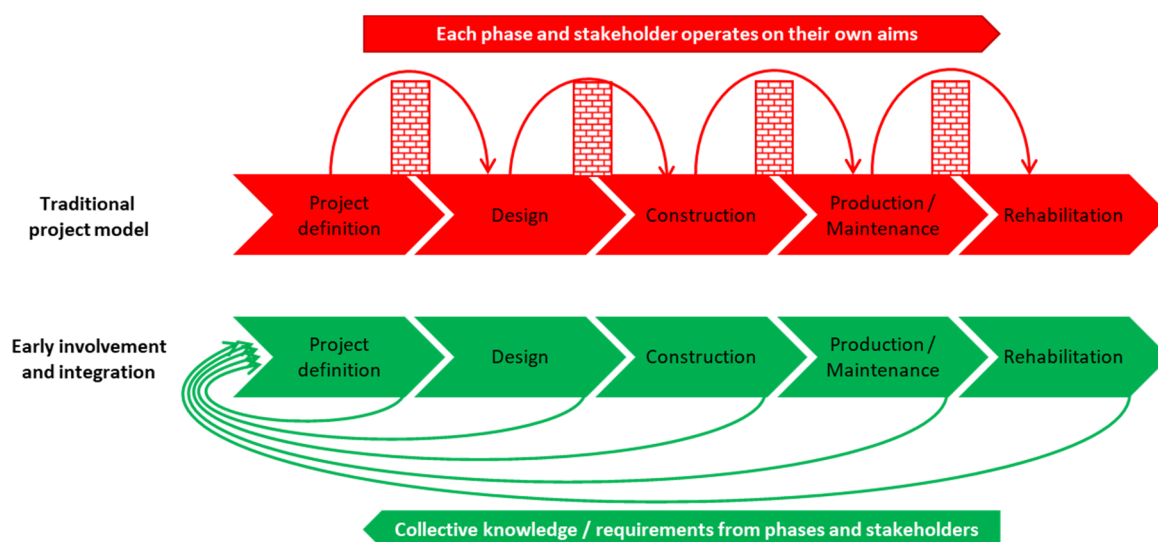 Each phase and stakeholder operates on their own aims
Traditional
project model
Project
definition
Design
Construction
Production /
Maintenance
Rehabilitation
Early involvement
and integration
Project
definition
Design
Construction
Production /
Maintenance
Rehabilitation
Collective knowledge / requirements from phases and stakeholders